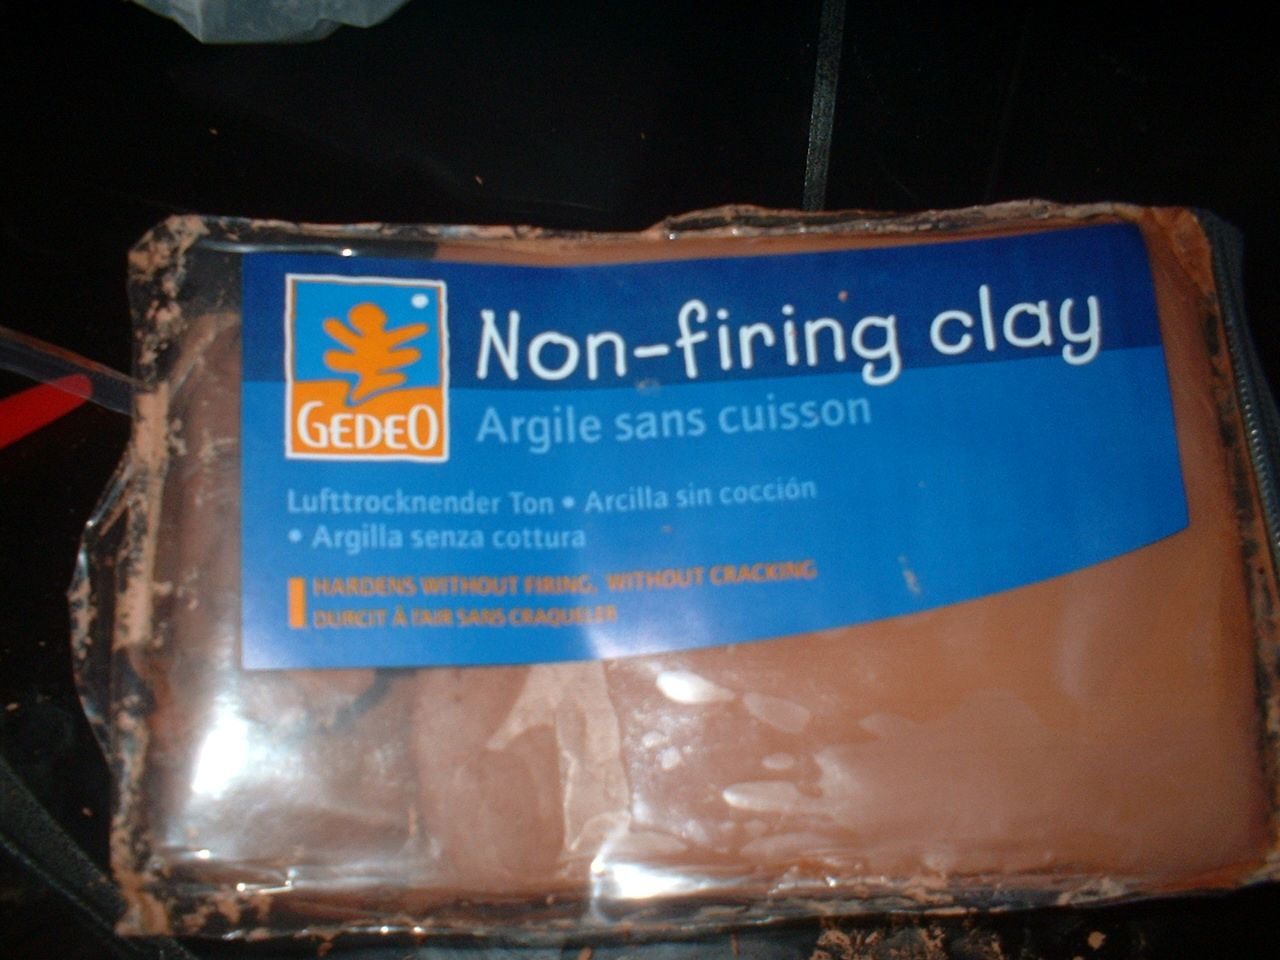 GEDEO
Non-firing clay
Argile sans cuisson
Lufttrocknender Ton • Arcilla sin cocción
• Argilla senza cottura
HARDENS WITHOUT FIRING, WITHOUT CRACKING
DURCIT À l'AIR SANS CRAQUELER